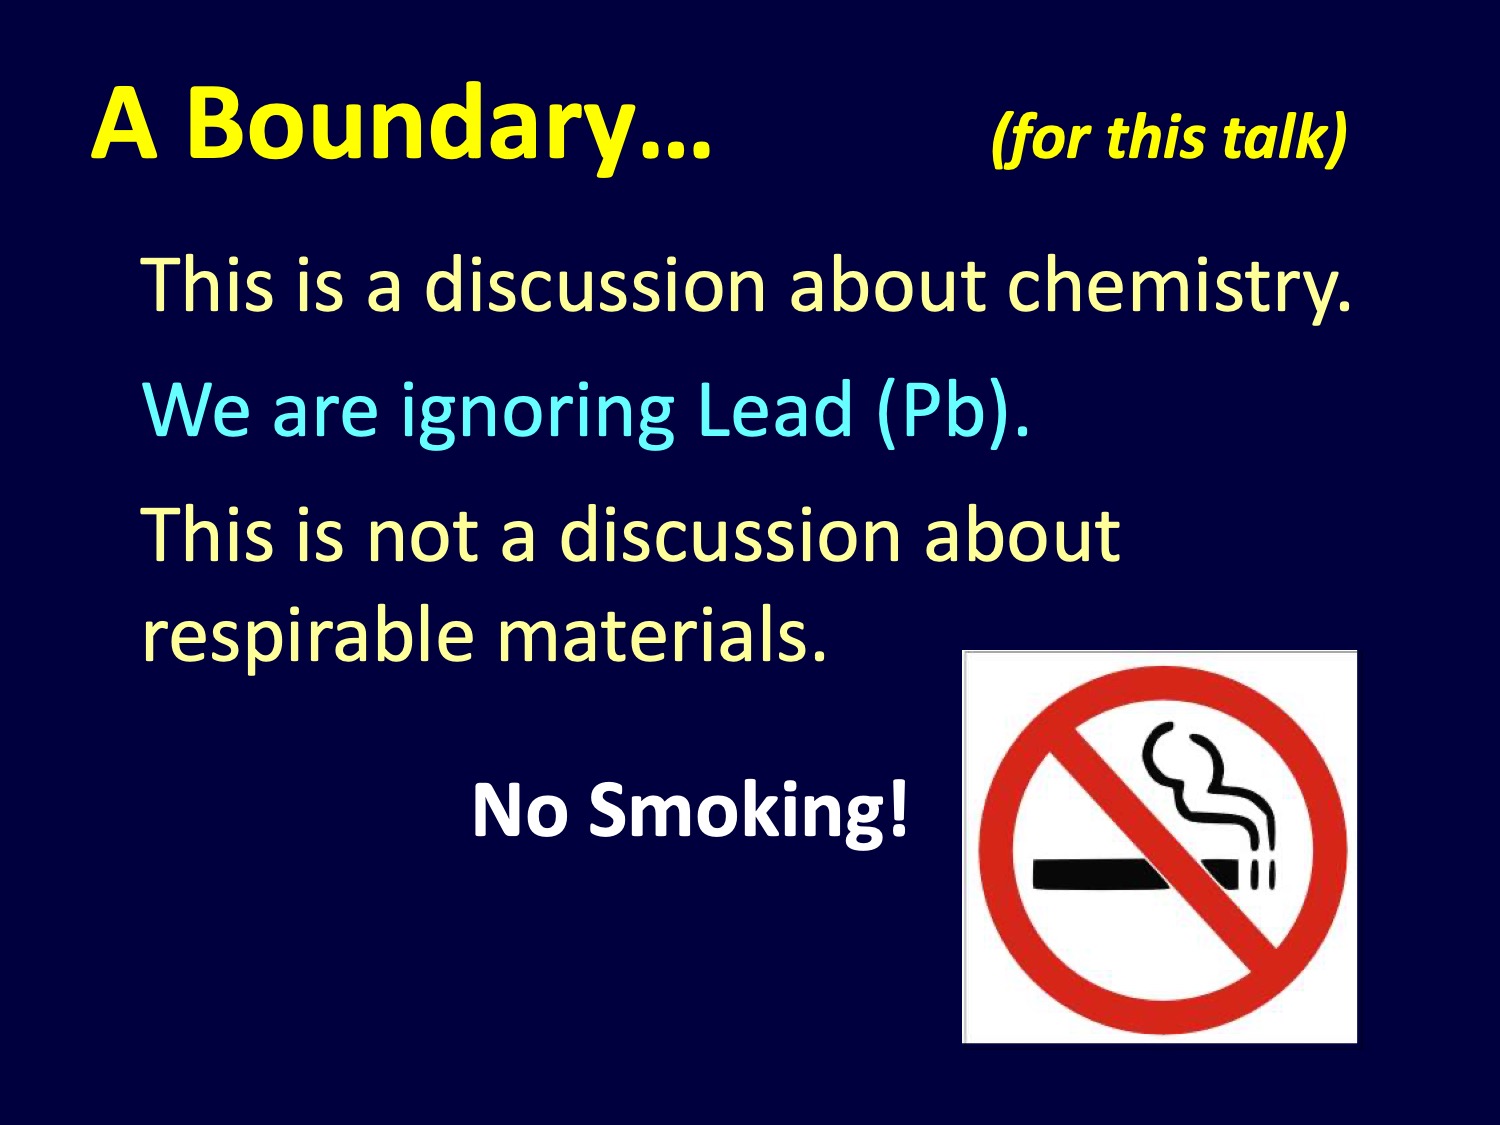 A Boundary... (for this talk)
This is a discussion about chemistry.
We are ignoring Lead (Pb).
This is not a discussion about
respirable materials.
No Smoking!